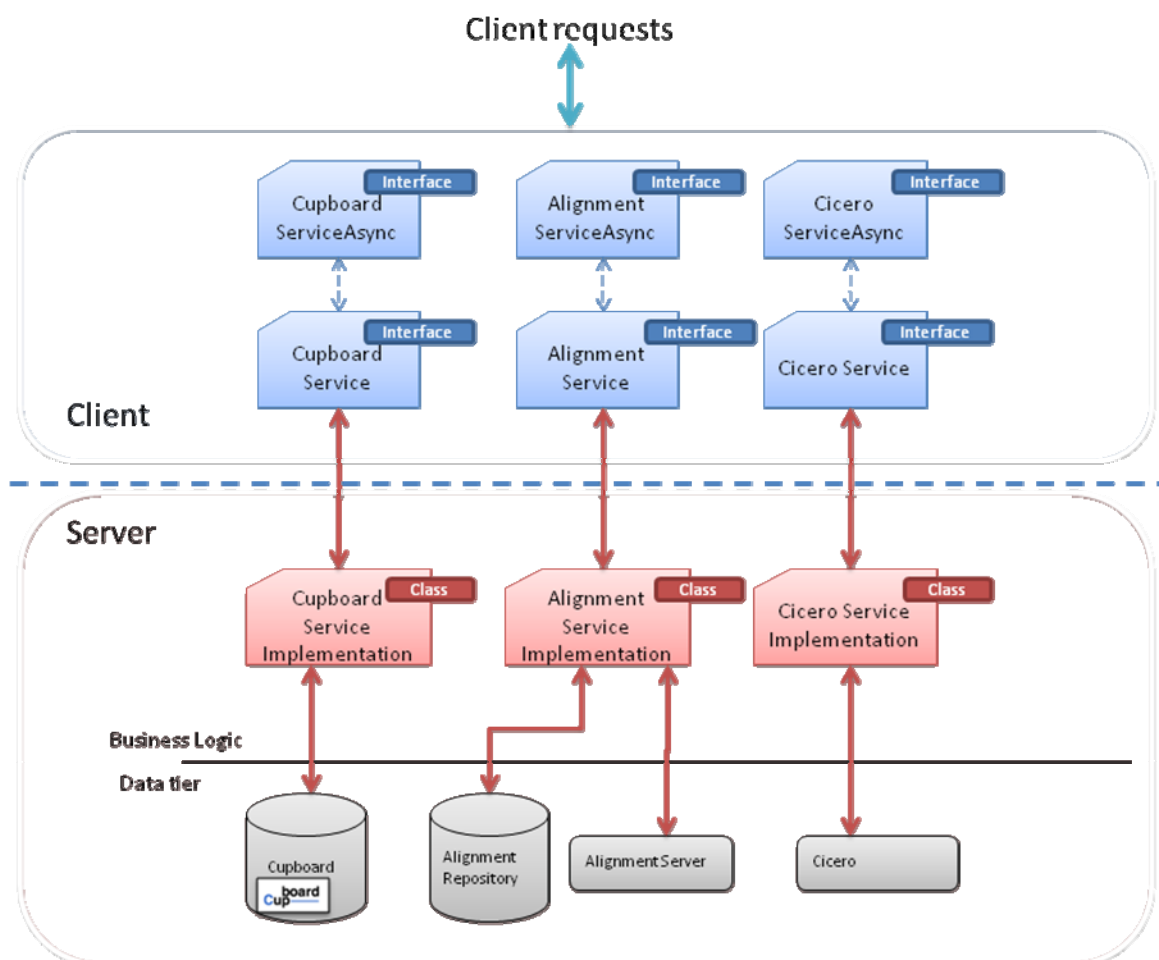 Client requests
Interface
Interface
Interface
Cupboard
ServiceAsync
Alignment
ServiceAsync
Cicero
ServiceAsync
Interface
Interface
Interface
Cupboard
Service
Alignment
Service
Cicero Service
Client
Server
Class
Class
Class
Cupboard
Service
Implementation
Alignment
Service
Implementation
Cicero Service
Implementation
Business Logic
Data tier
Cupboard
Cupboard
Alignment
Repository
AlignmentServer
Cicero